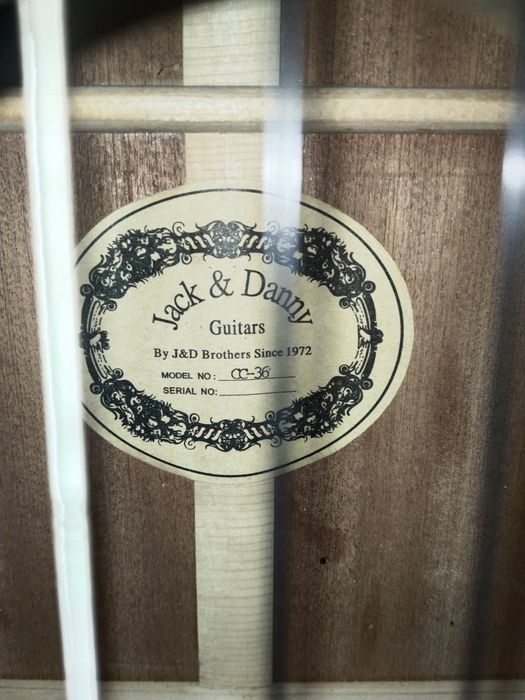 Jack & Danny
Guitars
By J&D Brothers Since 1972
MODEL NO: CC-36
SERIAL NO: